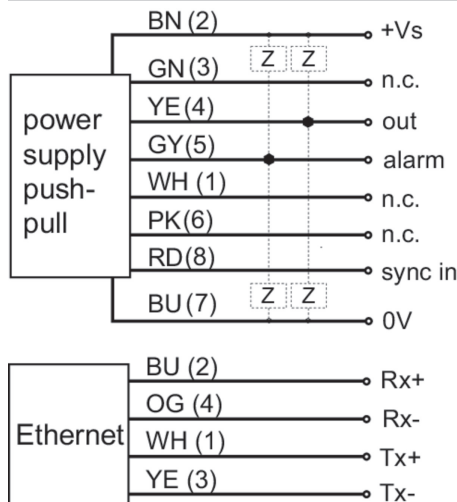 BN (2) +Vs
Z Z
GN (3) n.c.
YE (4) out
GY (5) alarm
WH (1) n.c.
PK (6) n.c.
RD (8) sync in
Z Z
BU (7) 0V
power
supply
push-
pull
BU (2) Rx+
OG (4) Rx-
WH (1) Tx+
YE (3) Tx-
Ethernet